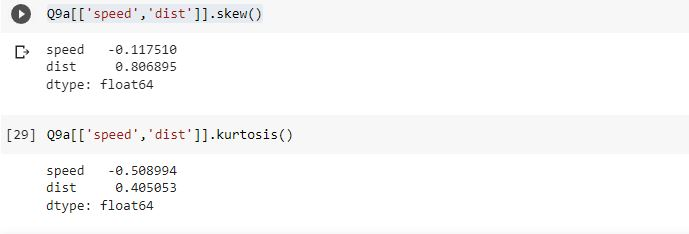 Q9a[['speed','dist']].skew()
speed   -0.117510
dist     0.806895
dtype: float64
[29] Q9a[['speed','dist']].kurtosis()
speed   -0.508994
dist     0.405053
dtype: float64